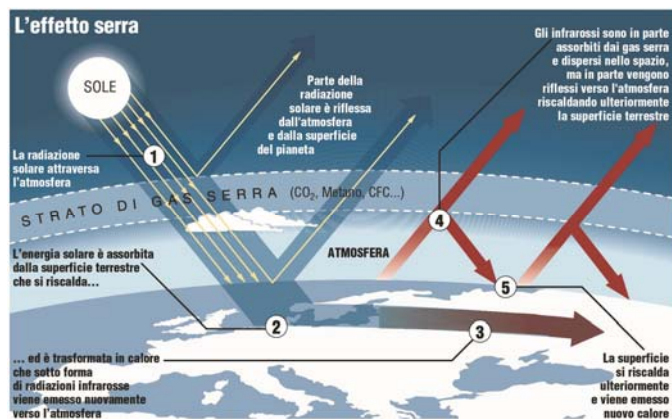 L'effetto serra
SOLE
1
La radiazione
solare attraversa
l'atmosfera
Parte della
radiazione
solare è riflessa
dall'atmosfera
e dalla superficie
del pianeta
Gli infrarossi sono in parte
assorbiti dai gas serra
e dispersi nello spazio,
ma in parte vengono
riflessi verso l'atmosfera
riscaldando ulteriormente
la superficie terrestre
STRATO DI GAS SERRA (CO2, Metano, CFC...)
4
ATMOSFERA
L'energia solare è assorbita
dalla superficie terrestre
che si riscalda...
2
3
5
... ed è trasformata in calore
che sotto forma
di radiazioni infrarosse
viene emesso nuovamente
verso l'atmosfera
La superficie
si riscalda
ulteriormente
e viene emesso
nuovo calore